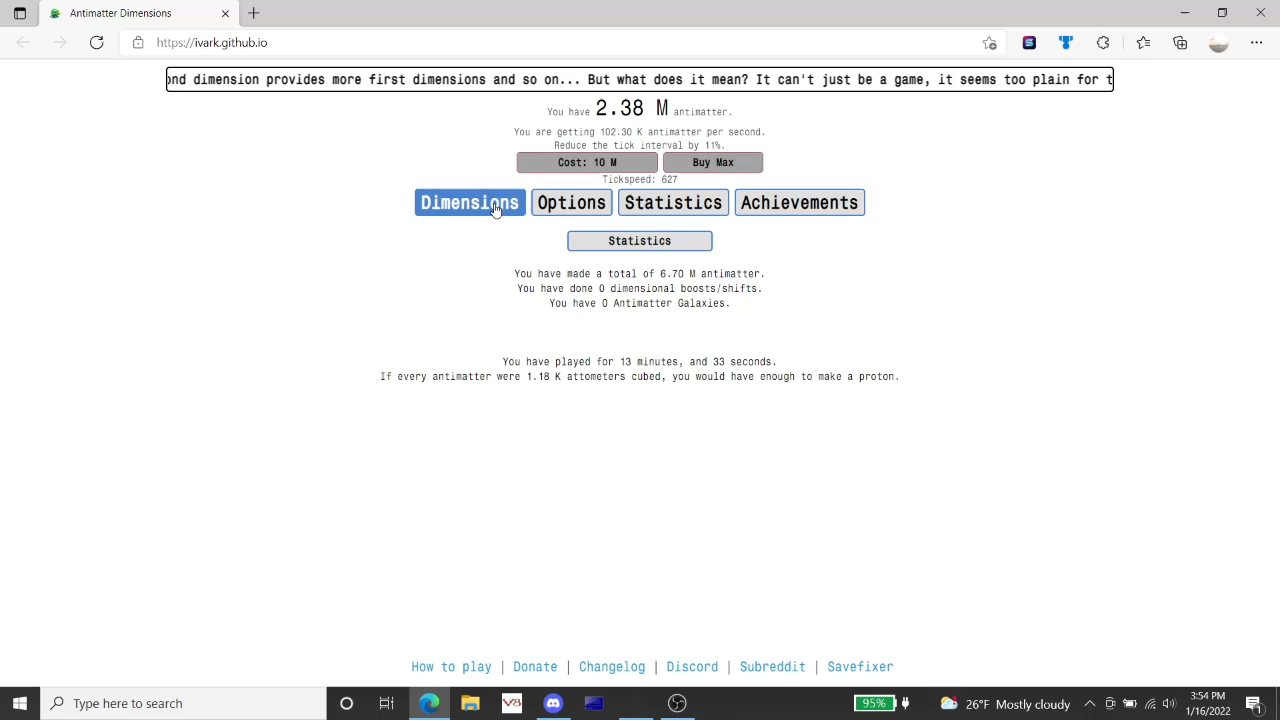 Antimatter Dimensions
https://ivark.github.io
ond dimension provides more first dimensions and so on... But what does it mean? It can't just be a game, it seems too plain for t
You have 2.38 M antimatter.
You are getting 102.30 K antimatter per second.
Reduce the tick interval by 11%.
Cost: 10 M Buy Max
Tickspeed: 627
Dimensions Options Statistics Achievements
Statistics
You have made a total of 6.70 M antimatter.
You have done 0 dimensional boosts/shifts.
You have 0 Antimatter Galaxies.
You have played for 13 minutes, and 33 seconds.
If every antimatter were 1.18 K attometers cubed, you would have enough to make a proton.
How to play | Donate | Changelog | Discord | Subreddit | Savefixer
Type here to search
95%
26°F Mostly cloudy
3:54 PM
1/16/2022
1